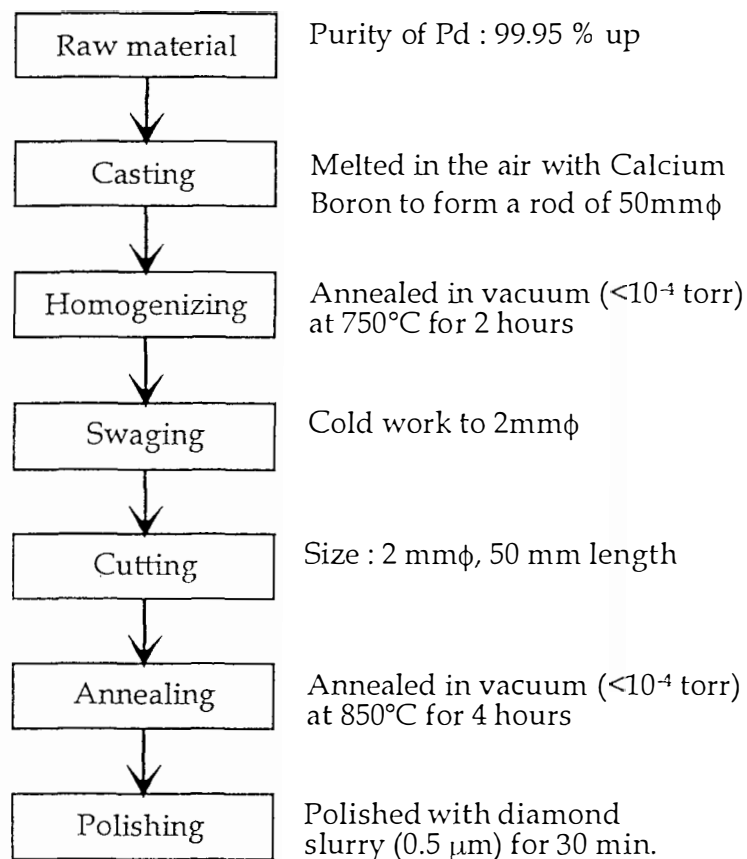 Raw material
Purity of Pd : 99.95 % up
Casting
Melted in the air with Calcium
Boron to form a rod of 50mmϕ
Homogenizing
Annealed in vacuum (<10⁻⁴ torr)
at 750°C for 2 hours
Swaging
Cold work to 2mmϕ
Cutting
Size : 2 mmϕ, 50 mm length
Annealing
Annealed in vacuum (<10⁻⁴ torr)
at 850°C for 4 hours
Polishing
Polished with diamond
slurry (0.5 μm) for 30 min.